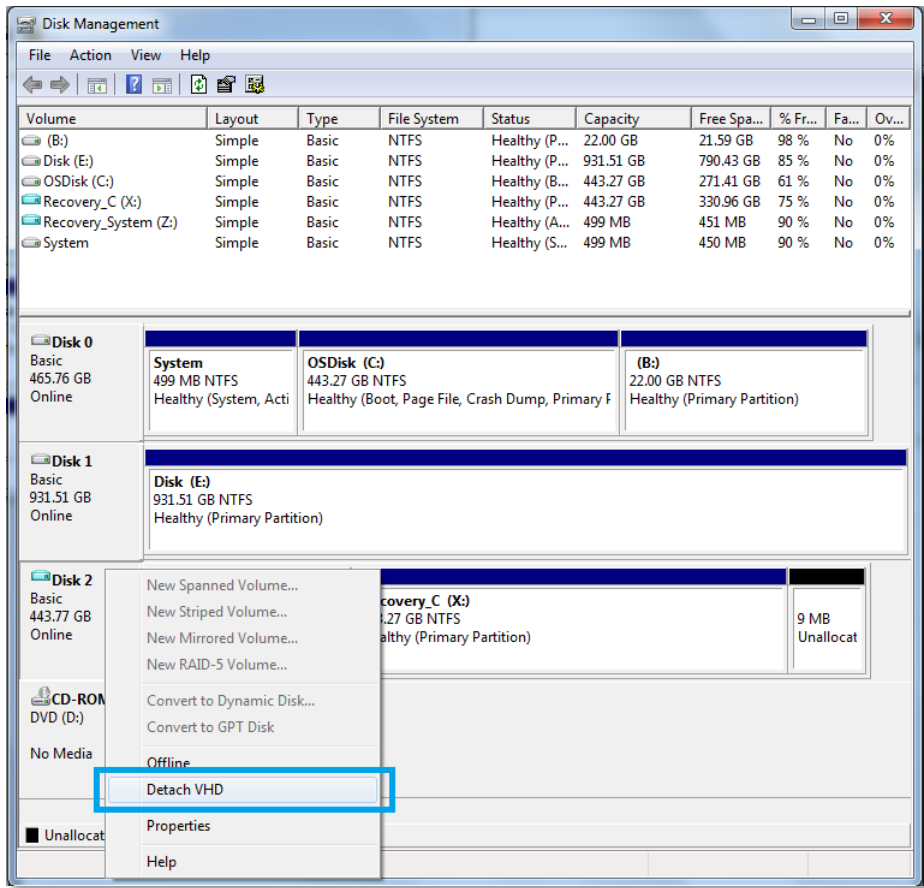 Disk Management
File Action View Help
Volume Layout Type File System Status Capacity Free Spa... % Fr... Fa... Ov...
(B:) Simple Basic NTFS Healthy (P... 22.00 GB 21.59 GB 98 % No 0%
Disk (E:) Simple Basic NTFS Healthy (P... 931.51 GB 790.43 GB 85 % No 0%
OSDisk (C:) Simple Basic NTFS Healthy (B... 443.27 GB 271.41 GB 61 % No 0%
Recovery_C (X:) Simple Basic NTFS Healthy (P... 443.27 GB 330.96 GB 75 % No 0%
Recovery_System (Z:) Simple Basic NTFS Healthy (A... 499 MB 451 MB 90 % No 0%
System Simple Basic NTFS Healthy (S... 499 MB 450 MB 90 % No 0%
Disk 0
Basic
465.76 GB
Online
System
499 MB NTFS
Healthy (System, Acti
OSDisk (C:)
443.27 GB NTFS
Healthy (Boot, Page File, Crash Dump, Primary F
(B:)
22.00 GB NTFS
Healthy (Primary Partition)
Disk 1
Basic
931.51 GB
Online
Disk (E:)
931.51 GB NTFS
Healthy (Primary Partition)
Disk 2
Basic
443.77 GB
Online
covery_C (X:)
.27 GB NTFS
althy (Primary Partition)
9 MB
Unallocat
New Spanned Volume...
New Striped Volume...
New Mirrored Volume...
New RAID-5 Volume...
Convert to Dynamic Disk...
Convert to GPT Disk
Offline
Detach VHD
Properties
Help
CD-ROM
DVD (D:)
No Media
Unallocat